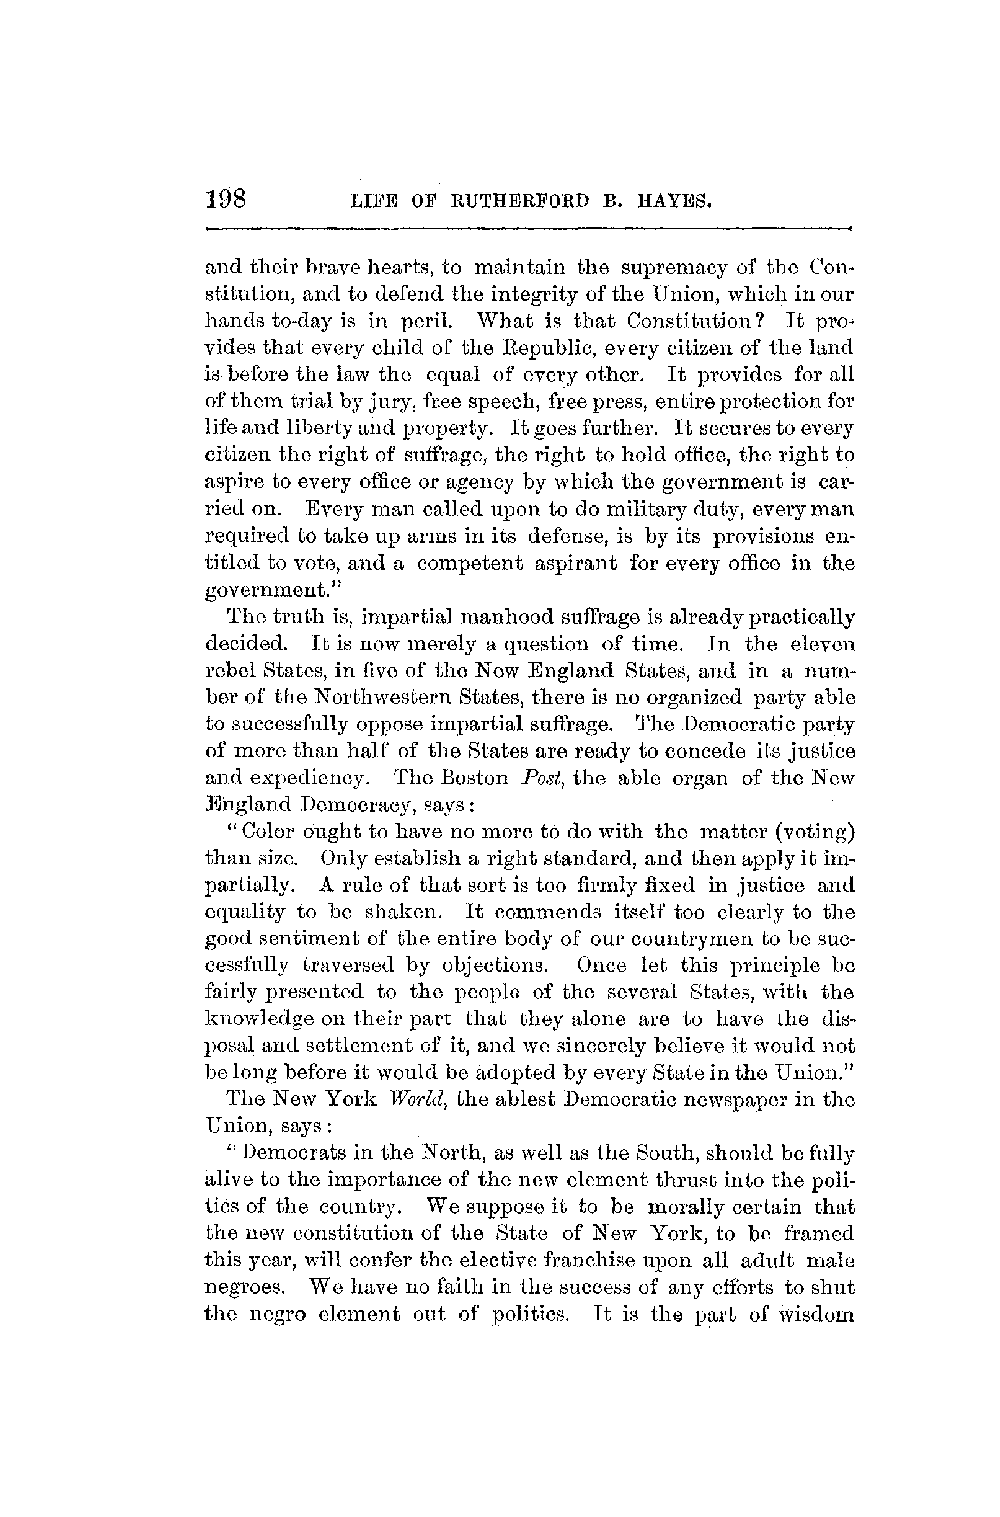 198 LIFE OF RUTHERFORD B. HAYES.
and their brave hearts, to maintain the supremacy of the Con-
stitution, and to defend the integrity of the Union, which in our
hands to-day is in peril. What is that Constitution? It pro-
vides that every child of the Republic, every citizen of the land
is before the law the equal of every other. It provides for all
of them trial by jury, free speech, free press, entire protection for
life and liberty and property. It goes further. It secures to every
citizen the right of suffrage, the right to hold office, the right to
aspire to every office or agency by which the government is car-
ried on. Every man called upon to do military duty, every man
required to take up arms in its defense, is by its provisions en-
titled to vote, and a competent aspirant for every office in the
government."
The truth is, impartial manhood suffrage is already practically
decided. It is now merely a question of time. In the eleven
rebel States, in five of the New England States, and in a num-
ber of the Northwestern States, there is no organized party able
to successfully oppose impartial suffrage. The Democratic party
of more than half of the States are ready to concede its justice
and expediency. The Boston Post, the able organ of the New
England Democracy, says:
"Color ought to have no more to do with the matter (voting)
than size. Only establish a right standard, and then apply it im-
partially. A rule of that sort is too firmly fixed in justice and
equality to be shaken. It commends itself too clearly to the
good sentiment of the entire body of our countrymen to be suc-
cessfully traversed by objections. Once let this principle be
fairly presented to the people of the several States, with the
knowledge on their part that they alone are to have the dis-
posal and settlement of it, and we sincerely believe it would not
be long before it would be adopted by every State in the Union."
The New York World, the ablest Democratic newspaper in the
Union, says:
"Democrats in the North, as well as the South, should be fully
alive to the importance of the new element thrust into the poli-
tics of the country. We suppose it to be morally certain that
the new constitution of the State of New York, to be framed
this year, will confer the elective franchise upon all adult male
negroes. We have no faith in the success of any efforts to shut
the negro element out of politics. It is the part of wisdom